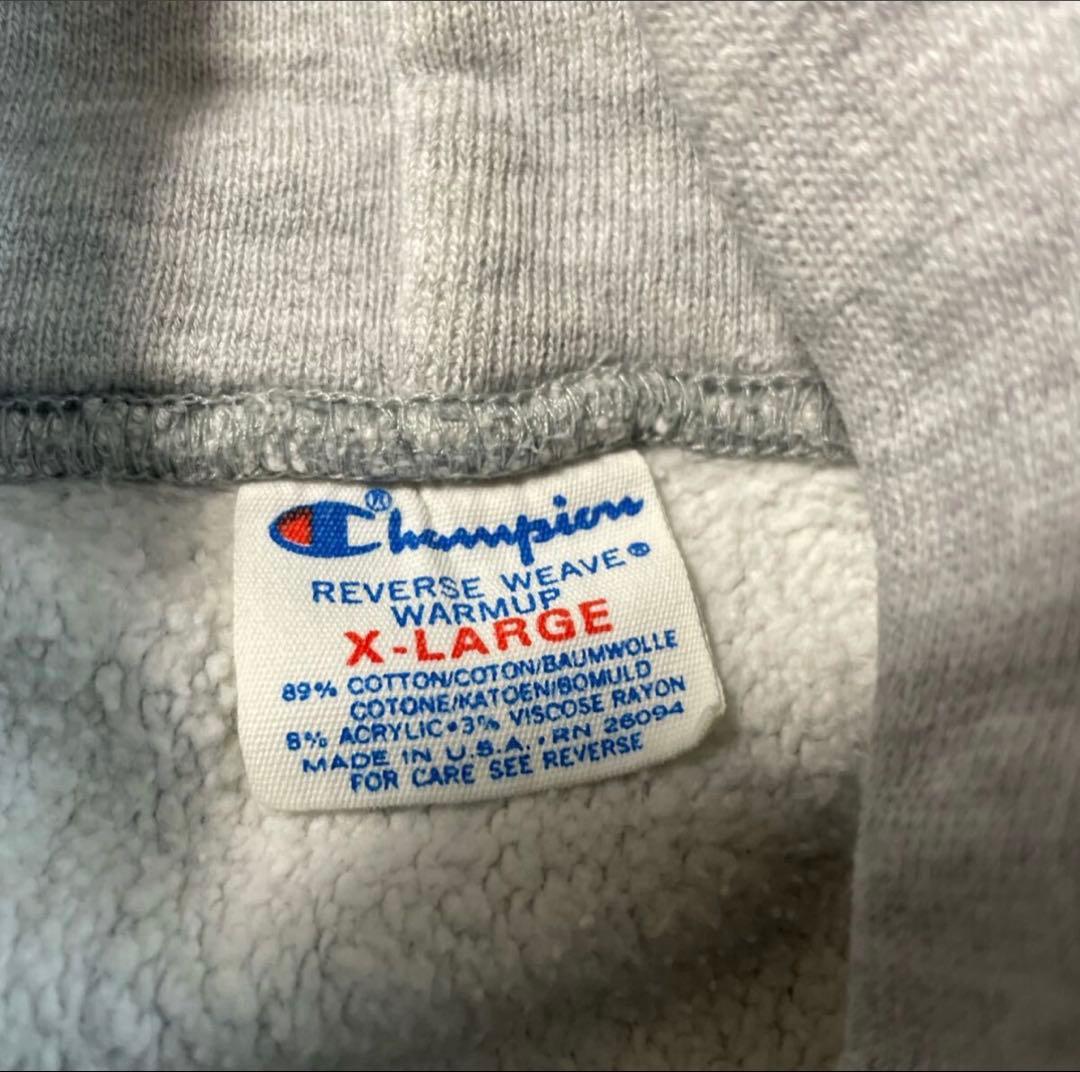 Champion®
REVERSE WEAVE®
WARMUP
X-LARGE
89% COTTON/COTON/BAUMWOLLE
COTONE/KATOEN/BOMULD
8% ACRYLIC•3% VISCOSE RAYON
MADE IN U.S.A. • RN 26094
FOR CARE SEE REVERSE